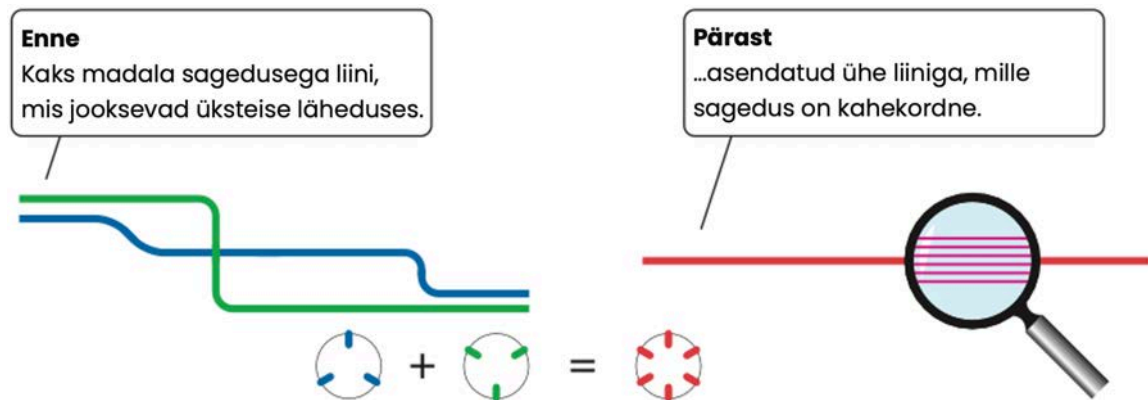 Enne
Kaks madala sagedusega liini,
mis jooksevad üksteise läheduses.
Pärast
...asendatud ühe liiniga, mille
sagedus on kahekordne.
+ =